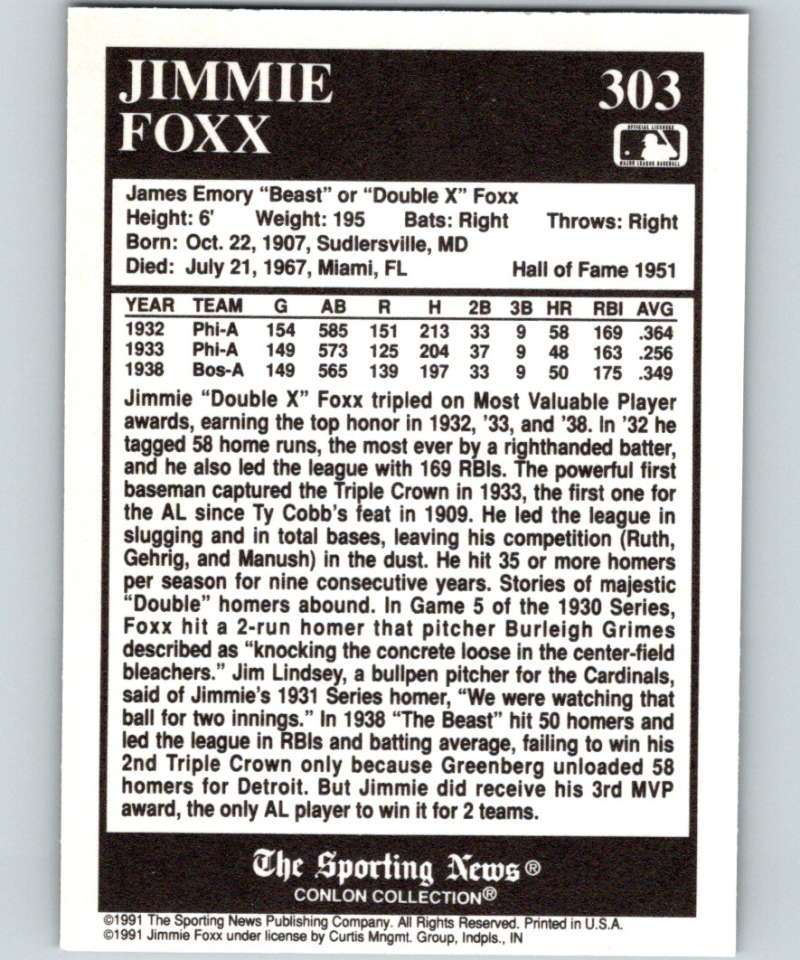 JIMMIE 303
FOXX
OFFICIAL LICENSEE
MAJOR LEAGUE BASEBALL
James Emory “Beast” or “Double X” Foxx
Height: 6' Weight: 195 Bats: Right Throws: Right
Born: Oct. 22, 1907, Sudlersville, MD
Died: July 21, 1967, Miami, FL Hall of Fame 1951
YEAR TEAM G AB R H 2B 3B HR RBI AVG
1932 Phi-A 154 585 151 213 33 9 58 169 .364
1933 Phi-A 149 573 125 204 37 9 48 163 .256
1938 Bos-A 149 565 139 197 33 9 50 175 .349
Jimmie “Double X” Foxx tripled on Most Valuable Player
awards, earning the top honor in 1932, ’33, and ’38. In ’32 he
tagged 58 home runs, the most ever by a righthanded batter,
and he also led the league with 169 RBIs. The powerful first
baseman captured the Triple Crown in 1933, the first one for
the AL since Ty Cobb’s feat in 1909. He led the league in
slugging and in total bases, leaving his competition (Ruth,
Gehrig, and Manush) in the dust. He hit 35 or more homers
per season for nine consecutive years. Stories of majestic
“Double” homers abound. In Game 5 of the 1930 Series,
Foxx hit a 2-run homer that pitcher Burleigh Grimes
described as “knocking the concrete loose in the center-field
bleachers.” Jim Lindsey, a bullpen pitcher for the Cardinals,
said of Jimmie’s 1931 Series homer, “We were watching that
ball for two innings.” In 1938 “The Beast” hit 50 homers and
led the league in RBIs and batting average, failing to win his
2nd Triple Crown only because Greenberg unloaded 58
homers for Detroit. But Jimmie did receive his 3rd MVP
award, the only AL player to win it for 2 teams.
The Sporting News®
CONLON COLLECTION®
©1991 The Sporting News Publishing Company. All Rights Reserved. Printed in U.S.A.
©1991 Jimmie Foxx under license by Curtis Mngmt. Group, Indpls., IN